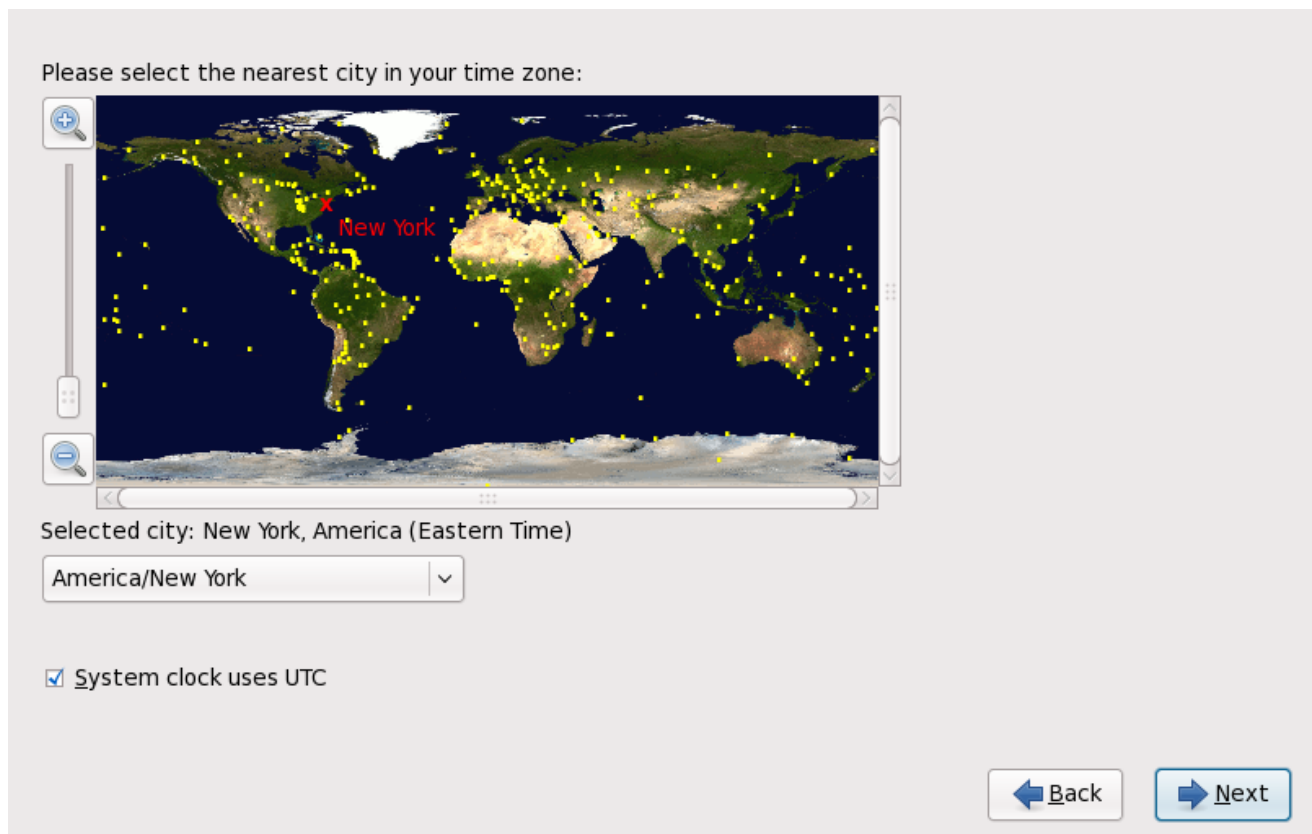 Please select the nearest city in your time zone:
X
New York
Selected city: New York, America (Eastern Time)
America/New York
System clock uses UTC
Back
Next